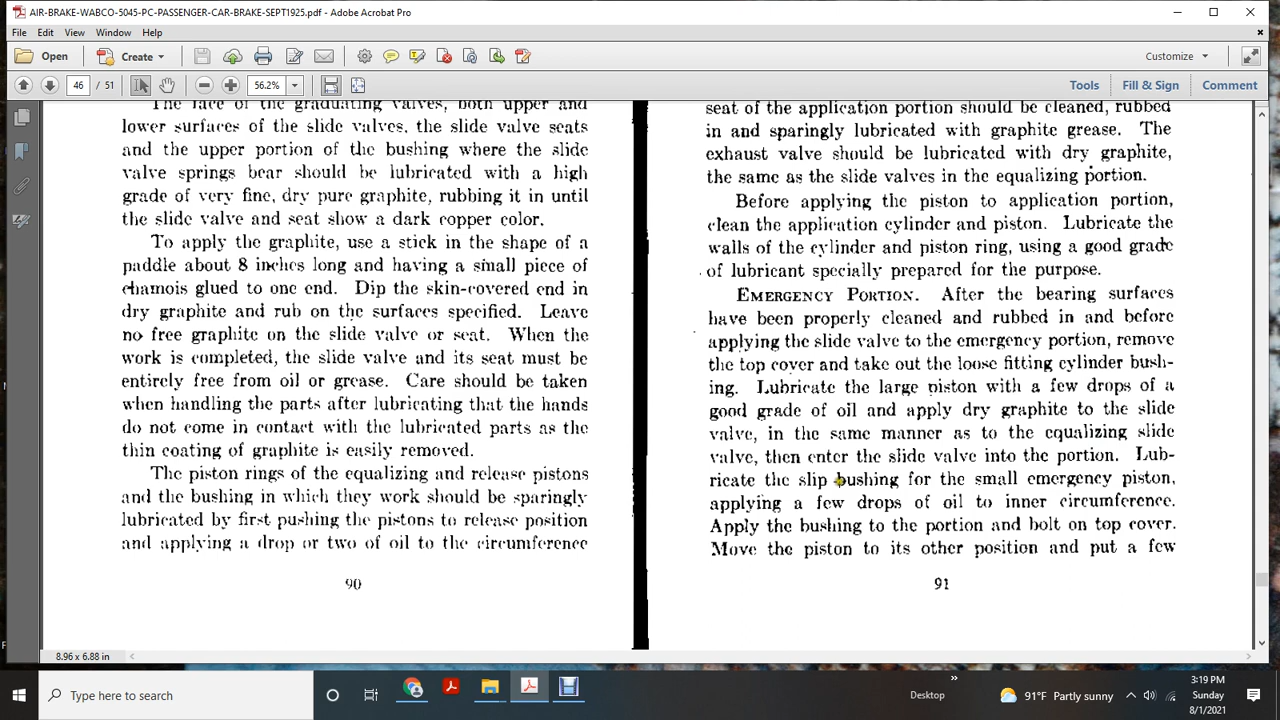 AIR-BRAKE-WABCO-5045-PC-PASSENGER-CAR-BRAKE-SEPT1925.pdf - Adobe Acrobat Pro
File Edit View Window Help
Open Create Customize
46 / 51 56.2% Tools Fill & Sign Comment
The face of the graduating valves, both upper and
lower surfaces of the slide valves, the slide valve seats
and the upper portion of the bushing where the slide
valve springs bear should be lubricated with a high
grade of very fine, dry pure graphite, rubbing it in until
the slide valve and seat show a dark copper color.
To apply the graphite, use a stick in the shape of a
paddle about 8 inches long and having a small piece of
chamois glued to one end. Dip the skin-covered end in
dry graphite and rub on the surfaces specified. Leave
no free graphite on the slide valve or seat. When the
work is completed, the slide valve and its seat must be
entirely free from oil or grease. Care should be taken
when handling the parts after lubricating that the hands
do not come in contact with the lubricated parts as the
thin coating of graphite is easily removed.
The piston rings of the equalizing and release pistons
and the bushing in which they work should be sparingly
lubricated by first pushing the pistons to release position
and applying a drop or two of oil to the circumference
90
seat of the application portion should be cleaned, rubbed
in and sparingly lubricated with graphite grease. The
exhaust valve should be lubricated with dry graphite,
the same as the slide valves in the equalizing portion.
Before applying the piston to application portion,
clean the application cylinder and piston. Lubricate the
walls of the cylinder and piston ring, using a good grade
of lubricant specially prepared for the purpose.
EMERGENCY PORTION. After the bearing surfaces
have been properly cleaned and rubbed in and before
applying the slide valve to the emergency portion, remove
the top cover and take out the loose fitting cylinder bush-
ing. Lubricate the large piston with a few drops of a
good grade of oil and apply dry graphite to the slide
valve, in the same manner as to the equalizing slide
valve, then enter the slide valve into the portion. Lub-
ricate the slip bushing for the small emergency piston,
applying a few drops of oil to inner circumference.
Apply the bushing to the portion and bolt on top cover.
Move the piston to its other position and put a few
91
8.96 x 6.88 in
Type here to search
Desktop
91°F Partly sunny
3:19 PM
Sunday
8/1/2021